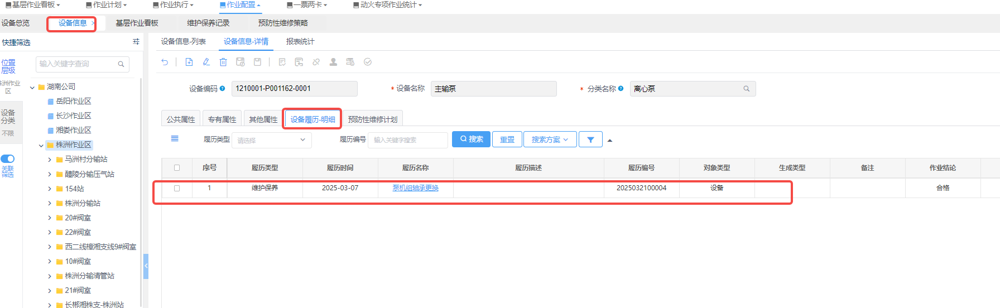 基层作业看板 作业计划 作业执行 作业配置 一票两卡 动火专项作业统计
设备总览 设备信息 × 基层作业看板 维护保养记录 预防性维修策略
快捷筛选
位置
层级
株洲作业
区
设备
分类
不限
关联
筛选
输入关键字查询
湖南公司
岳阳作业区
长沙作业区
湘娄作业区
株洲作业区
马洲村分输站
醴陵分输压气站
154站
株洲分输站
20#阀室
22#阀室
西二线樟湘支线9#阀室
10#阀室
株洲分输清管站
21#阀室
长郴湘株支-株洲站
设备信息-列表 设备信息-详情 报表统计
设备编码 ? 1210001-P001162-0001 * 设备名称 主输泵 * 分类名称 ? 离心泵
公共属性 专有属性 其他属性 设备履历-明细 预防性维修计划
履历类型 请选择 履历编号 输入关键字搜索 搜索 重置 搜索方案
序号 履历类型 履历时间 履历名称 履历描述 履历编号 对象类型 生成类型 备注 作业结论
1 维护保养 2025-03-07 泵机组轴承更换 2025032100004 设备 合格